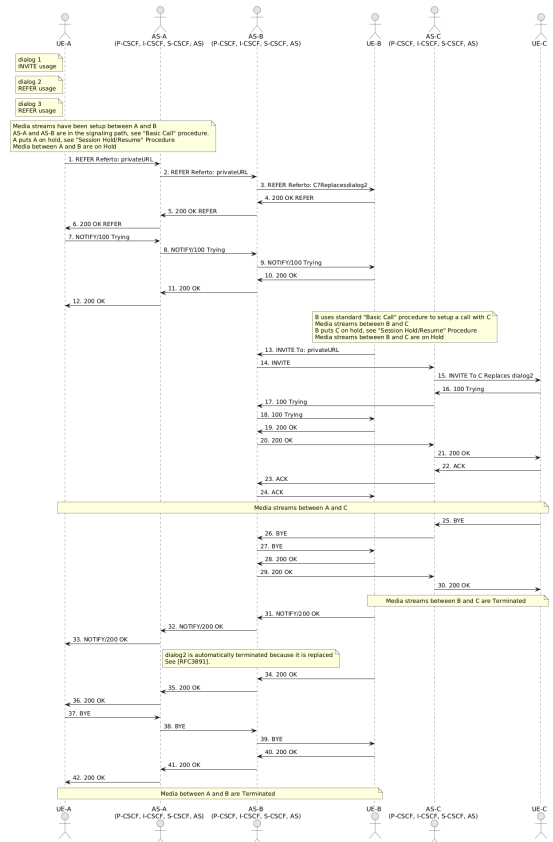 UE-A
AS-A
(P-CSCF, I-CSCF, S-CSCF, AS)
AS-B
(P-CSCF, I-CSCF, S-CSCF, AS)
UE-B
AS-C
(P-CSCF, I-CSCF, S-CSCF, AS)
UE-C
dialog 1
INVITE usage
dialog 2
REFER usage
dialog 3
REFER usage
Media streams have been setup between A and B
AS-A and AS-B are in the signaling path, see "Basic Call" procedure.
A puts A on hold, see "Session Hold/Resume" Procedure
Media between A and B are on Hold
1. REFER Referto: privateURL
2. REFER Referto: privateURL
3. REFER Referto: C?Replacesdialog2
4. 200 OK REFER
5. 200 OK REFER
6. 200 OK REFER
7. NOTIFY/100 Trying
8. NOTIFY/100 Trying
9. NOTIFY/100 Trying
10. 200 OK
11. 200 OK
12. 200 OK
B uses standard "Basic Call" procedure to setup a call with C
Media streams between B and C
B puts C on hold, see "Session Hold/Resume" Procedure
Media streams between B and C are on Hold
13. INVITE To: privateURL
14. INVITE
15. INVITE To C Replaces dialog2
16. 100 Trying
17. 100 Trying
18. 100 Trying
19. 200 OK
20. 200 OK
21. 200 OK
22. ACK
23. ACK
24. ACK
Media streams between A and C
25. BYE
26. BYE
27. BYE
28. 200 OK
29. 200 OK
30. 200 OK
Media streams between B and C are Terminated
31. NOTIFY/200 OK
32. NOTIFY/200 OK
33. NOTIFY/200 OK
dialog2 is automatically terminated because it is replaced
See [RFC3891].
34. 200 OK
35. 200 OK
36. 200 OK
37. BYE
38. BYE
39. BYE
40. 200 OK
41. 200 OK
42. 200 OK
Media between A and B are Terminated
UE-A
AS-A
(P-CSCF, I-CSCF, S-CSCF, AS)
AS-B
(P-CSCF, I-CSCF, S-CSCF, AS)
UE-B
AS-C
(P-CSCF, I-CSCF, S-CSCF, AS)
UE-C